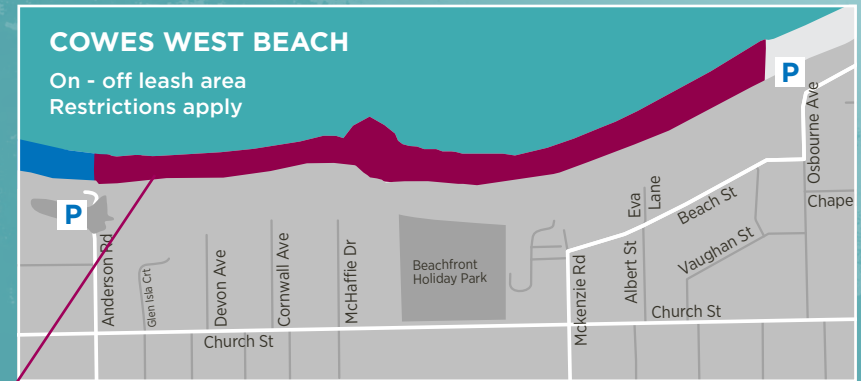 COWES WEST BEACH
On - off leash area
Restrictions apply
P
Osbourne Ave
P
Eva
Lane
Beach St
Chape
Vaughan St
Anderson Rd
Glen Isla Crt
Devon Ave
Cornwall Ave
McHaffie Dr
Beachfront
Holiday Park
Mckenzie Rd
Albert St
Church St
Church St